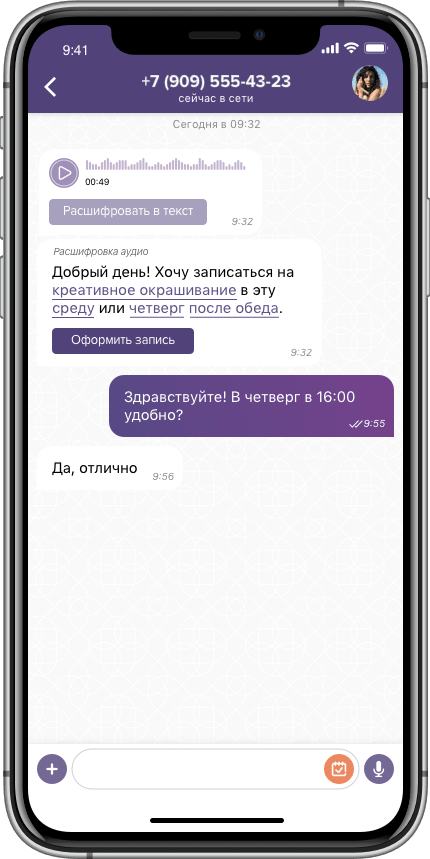 9:41
+7 (909) 555-43-23
сейчас в сети
Сегодня в 09:32
00:49
Расшифровать в текст
9:32
Расшифровка аудио
Добрый день! Хочу записаться на
креативное окрашивание в эту
среду или четверг после обеда.
Оформить запись
9:32
Здравствуйте! В четверг в 16:00
удобно?
9:55
Да, отлично
9:56